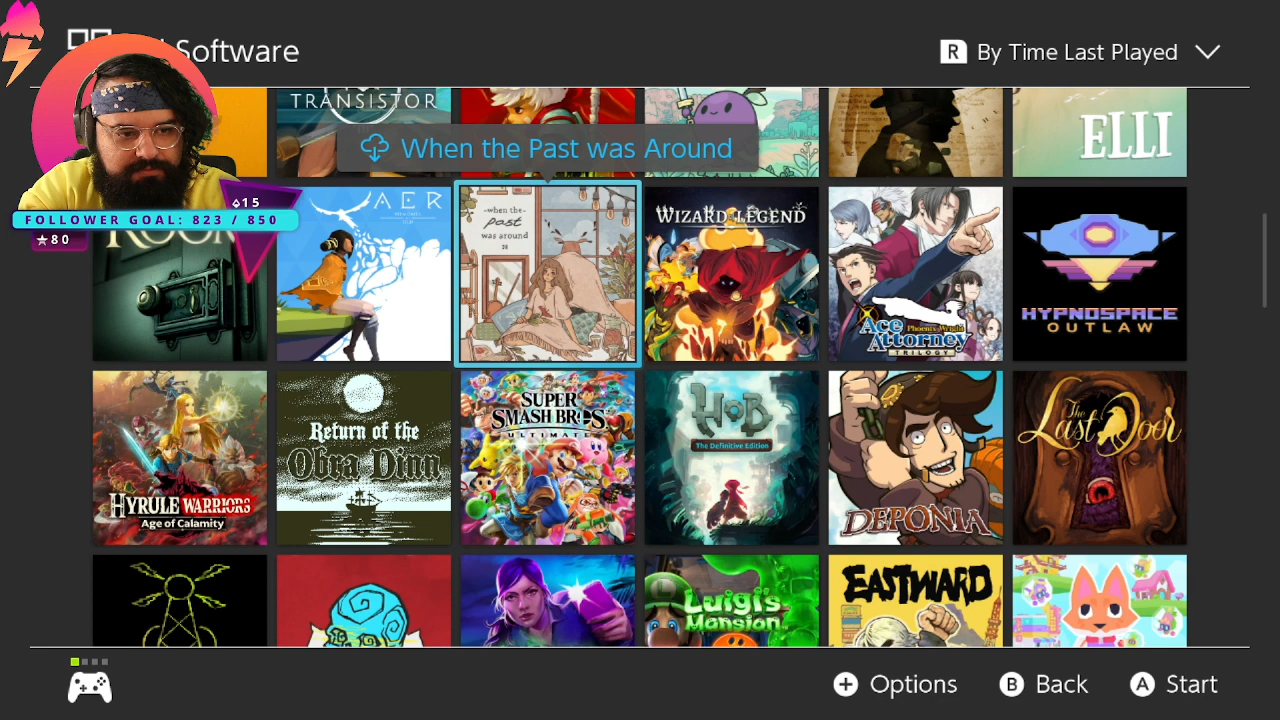 Software
R By Time Last Played
TRANSISTOR
ELLI
When the Past was Around
♢15
FOLLOWER GOAL: 823 / 850
★80
AER
-when the-
past
was around
WIZARD LEGEND
Ace
Phoenix Wright
Attorney
TRILOGY
HYPNOSPACE
OUTLAW
HYRULE WARRIORS
Age of Calamity
Return of the
Obra Dinn
SUPER
SMASH BROS
ULTIMATE
HOB
The Definitive Edition
DEPONIA
The
Last Door
Luigi's
Mansion
EASTWARD
+ Options
B Back
A Start